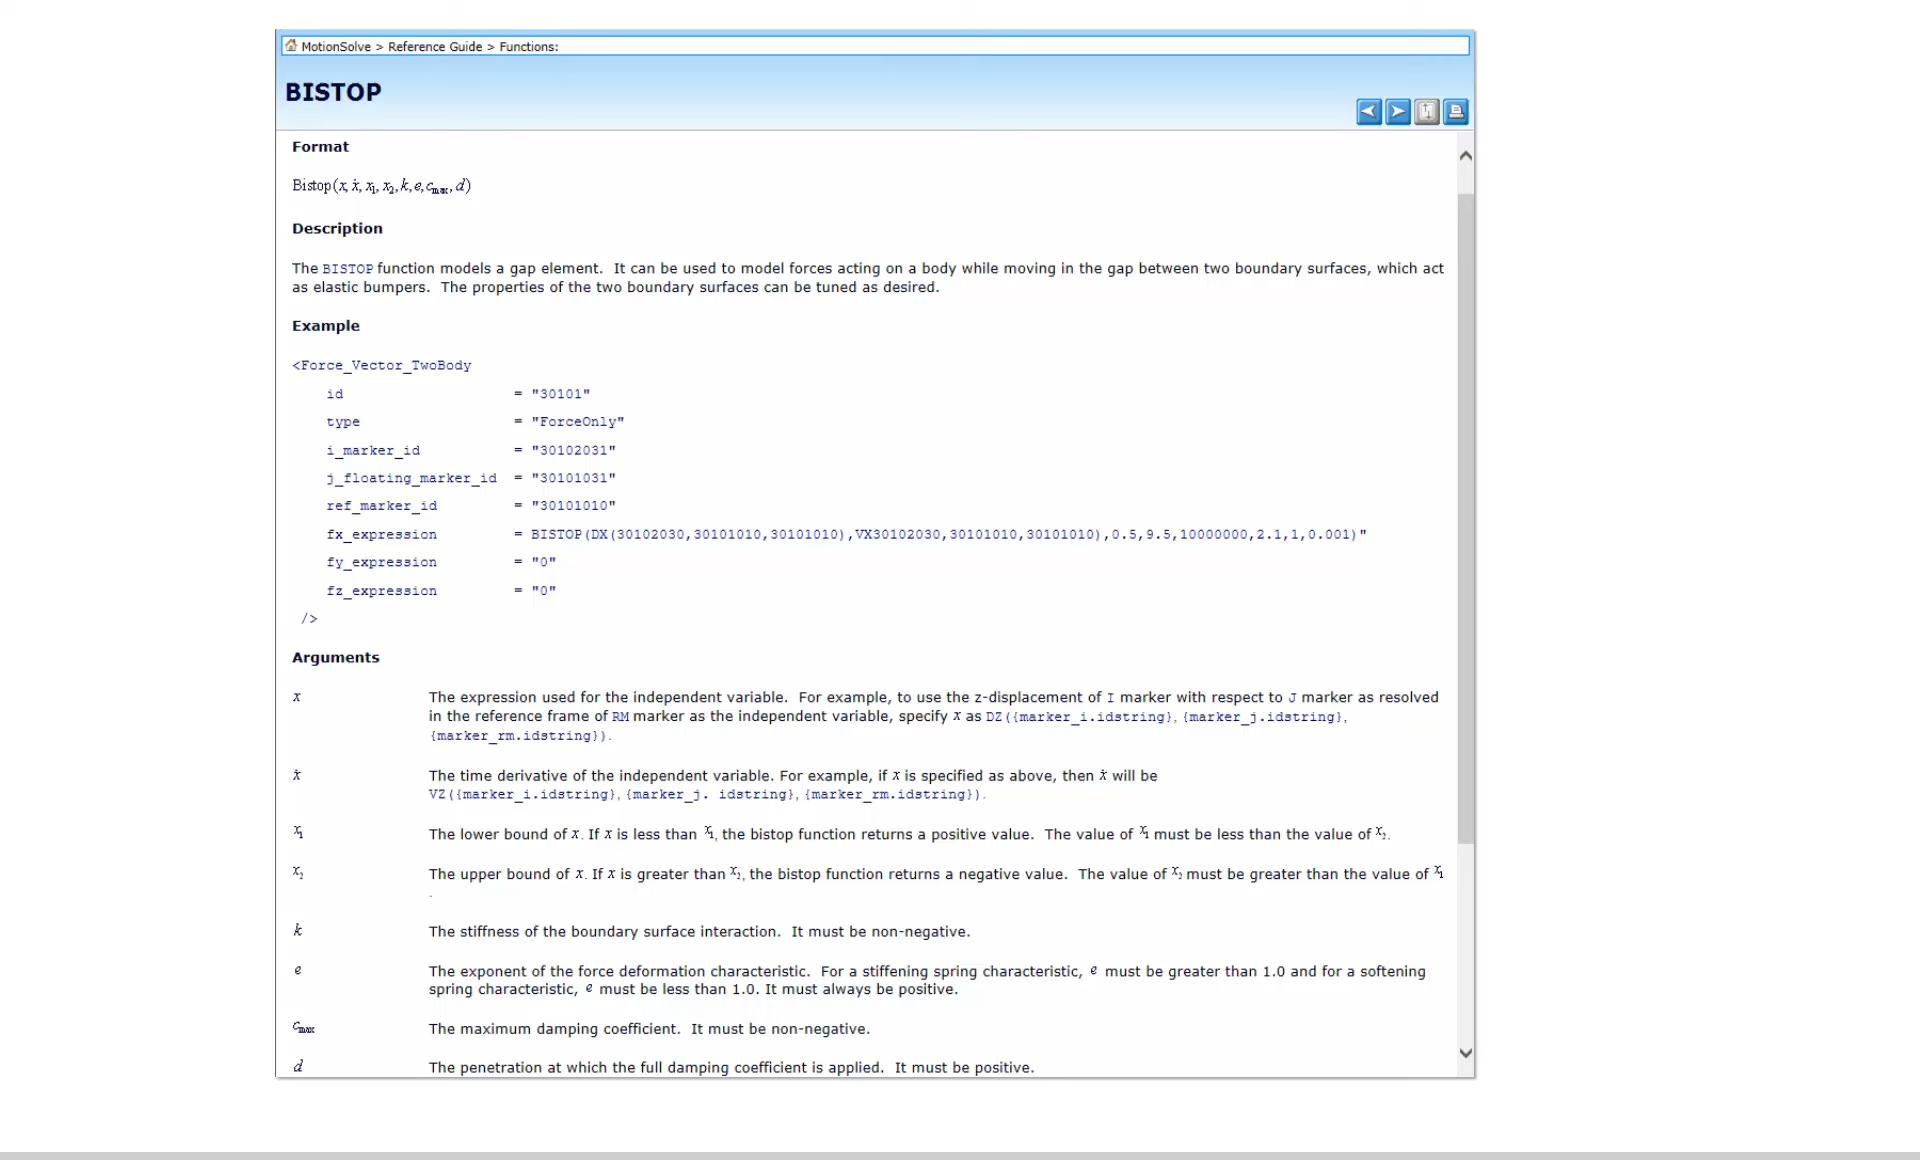 MotionSolve > Reference Guide > Functions:
BISTOP
Format
Bistop(x, ẋ, x₁, x₂, k, e, cmax, d)
Description
The BISTOP function models a gap element. It can be used to model forces acting on a body while moving in the gap between two boundary surfaces, which act
as elastic bumpers. The properties of the two boundary surfaces can be tuned as desired.
Example
<Force_Vector_TwoBody
id = "30101"
type = "ForceOnly"
i_marker_id = "30102031"
j_floating_marker_id = "30101031"
ref_marker_id = "30101010"
fx_expression = BISTOP(DX(30102030,30101010,30101010),VX30102030,30101010,30101010),0.5,9.5,10000000,2.1,1,0.001)"
fy_expression = "0"
fz_expression = "0"
/>
Arguments
x The expression used for the independent variable. For example, to use the z-displacement of I marker with respect to J marker as resolved
in the reference frame of RM marker as the independent variable, specify x as DZ({marker_i.idstring}, {marker_j.idstring},
{marker_rm.idstring}).
ẋ The time derivative of the independent variable. For example, if x is specified as above, then ẋ will be
VZ({marker_i.idstring}, {marker_j. idstring}, {marker_rm.idstring}).
x₁ The lower bound of x. If x is less than x₁, the bistop function returns a positive value. The value of x₁ must be less than the value of x₂.
x₂ The upper bound of x. If x is greater than x₂, the bistop function returns a negative value. The value of x₂ must be greater than the value of x₁
.
k The stiffness of the boundary surface interaction. It must be non-negative.
e The exponent of the force deformation characteristic. For a stiffening spring characteristic, e must be greater than 1.0 and for a softening
spring characteristic, e must be less than 1.0. It must always be positive.
cmax The maximum damping coefficient. It must be non-negative.
d The penetration at which the full damping coefficient is applied. It must be positive.